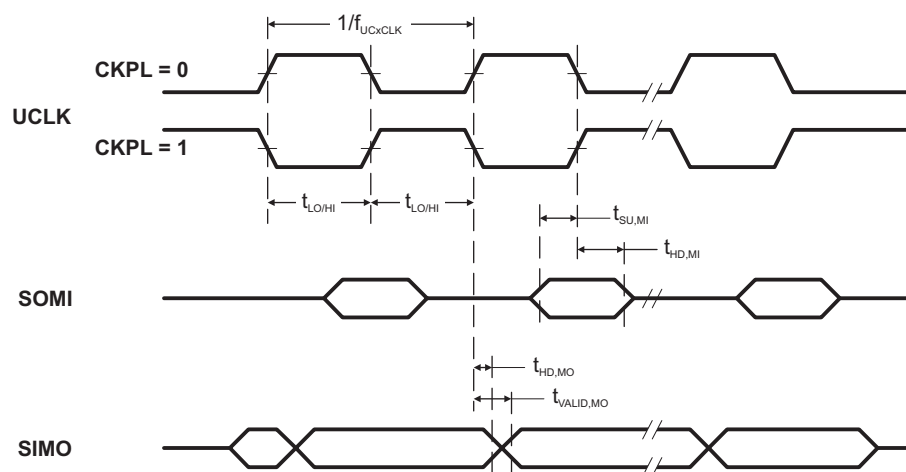 1/fUCxCLK
CKPL = 0
UCLK
CKPL = 1
tLO/HI tLO/HI
tSU,MI
tHD,MI
SOMI
tHD,MO
tVALID,MO
SIMO